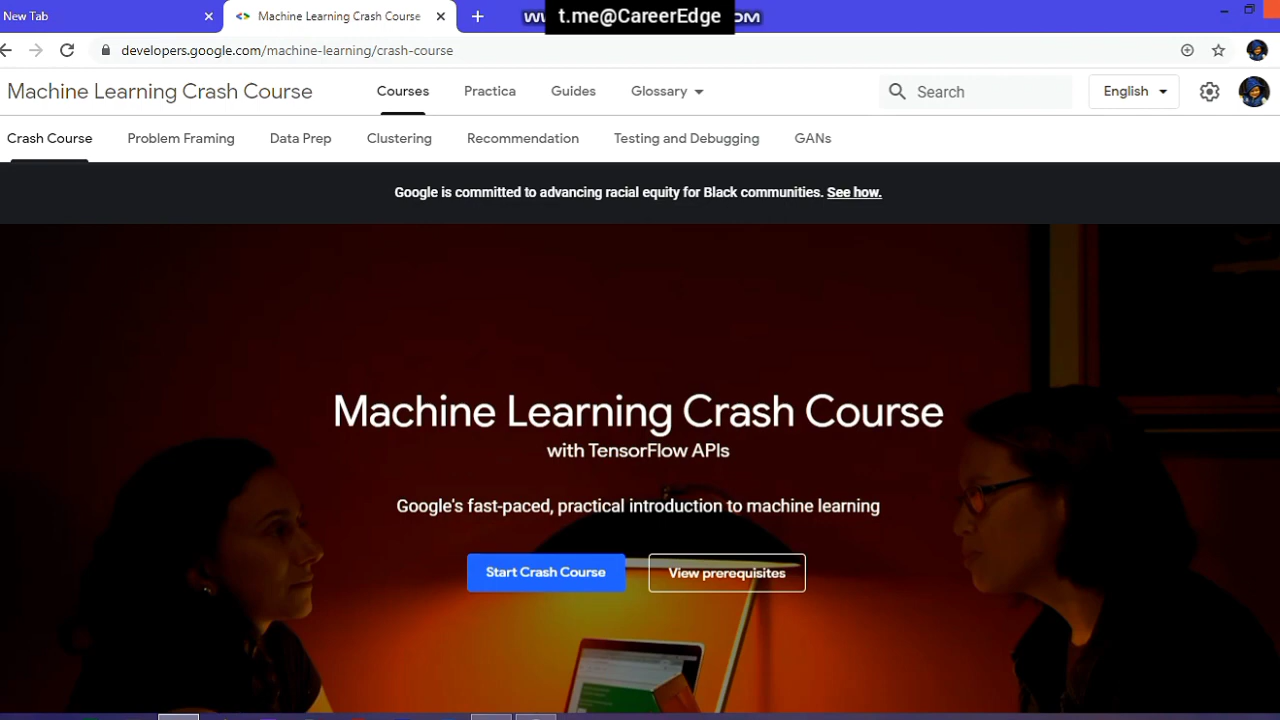 New Tab
Machine Learning Crash Course
t.me@CareerEdge
developers.google.com/machine-learning/crash-course
Machine Learning Crash Course
Courses
Practica
Guides
Glossary
Search
English
Crash Course
Problem Framing
Data Prep
Clustering
Recommendation
Testing and Debugging
GANs
Google is committed to advancing racial equity for Black communities. See how.
Machine Learning Crash Course
with TensorFlow APIs
Google's fast-paced, practical introduction to machine learning
Start Crash Course
View prerequisites